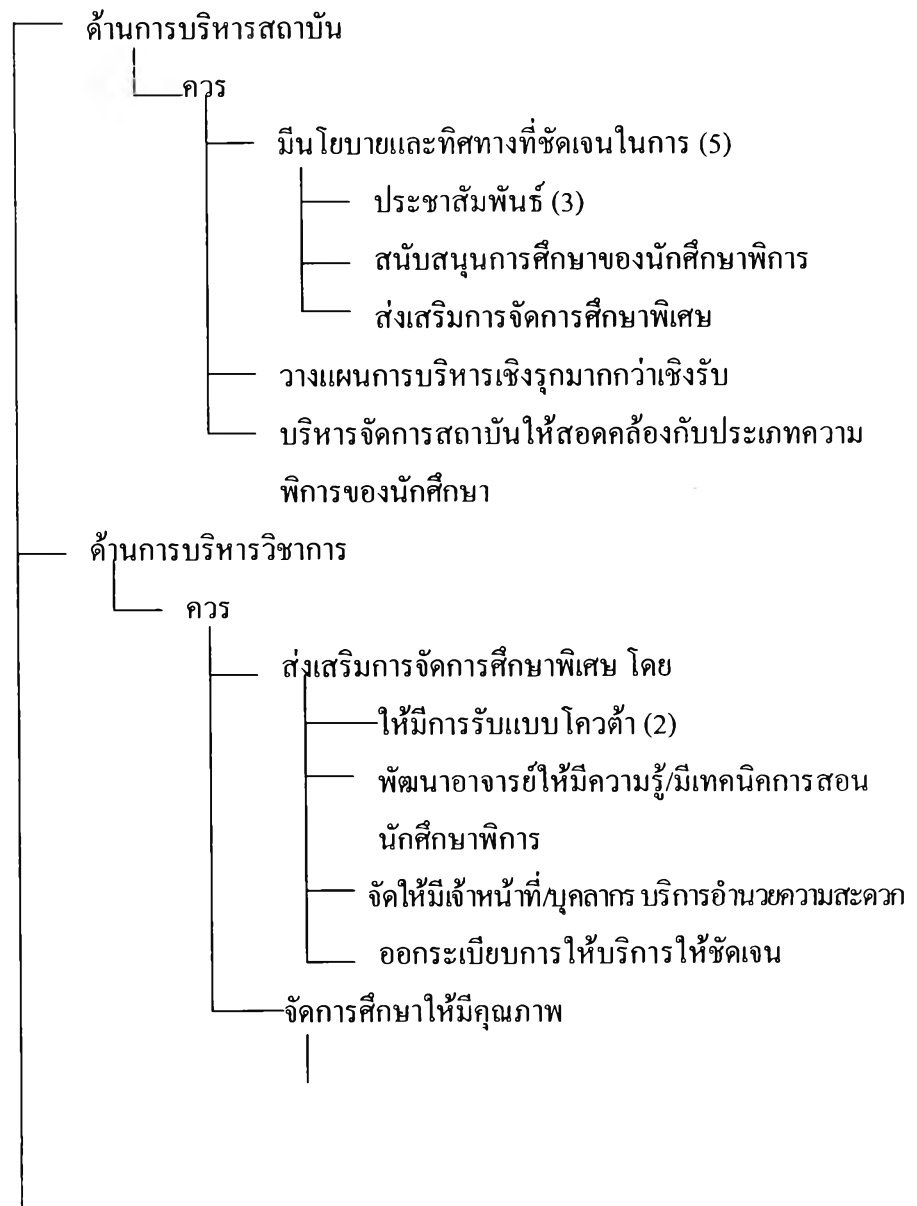 ด้านการบริหารสถาบัน
ควร
มีนโยบายและทิศทางที่ชัดเจนในการ (5)
ประชาสัมพันธ์ (3)
สนับสนุนการศึกษาของนักศึกษาพิการ
ส่งเสริมการจัดการศึกษาพิเศษ
วางแผนการบริหารเชิงรุกมากกว่าเชิงรับ
บริหารจัดการสถาบันให้สอดคล้องกับประเภทความ
พิการของนักศึกษา
ด้านการบริหารวิชาการ
ควร
ส่งเสริมการจัดการศึกษาพิเศษ โดย
ให้มีการรับแบบโควต้า (2)
พัฒนาอาจารย์ให้มีความรู้/มีเทคนิคการสอน
นักศึกษาพิการ
จัดให้มีเจ้าหน้าที่/บุคลากร บริการอำนวยความสะดวก
ออกระเบียบการให้บริการให้ชัดเจน
จัดการศึกษาให้มีคุณภาพ